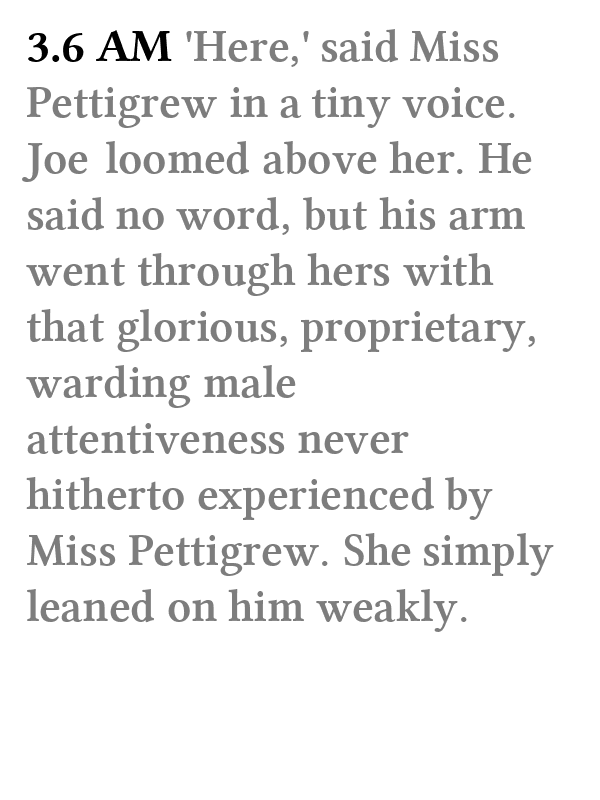 3.6 AM 'Here,' said Miss
Pettigrew in a tiny voice.
Joe loomed above her. He
said no word, but his arm
went through hers with
that glorious, proprietary,
warding male
attentiveness never
hitherto experienced by
Miss Pettigrew. She simply
leaned on him weakly.